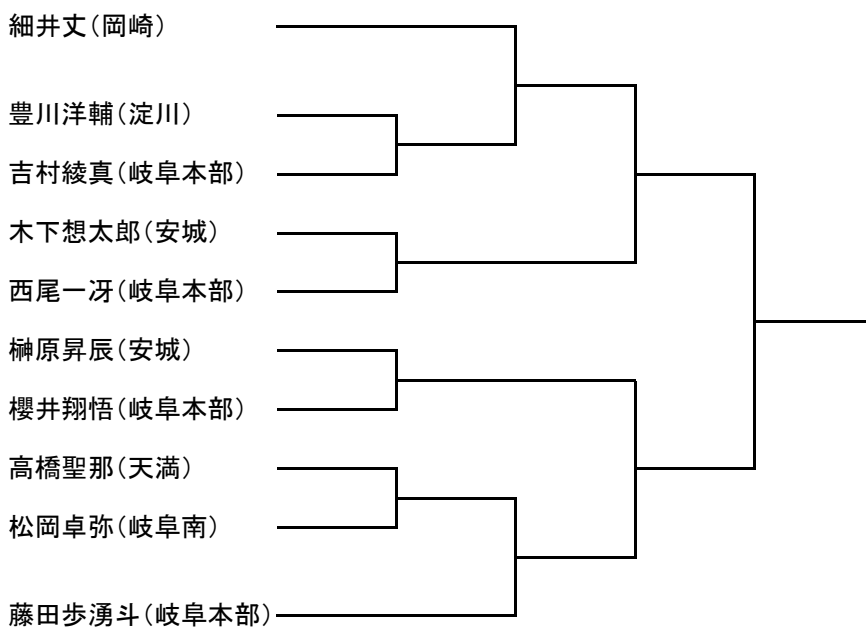 細井丈（岡崎）
豊川洋輔（淀川）
吉村綾真（岐阜本部）
木下想太郎（安城）
西尾一冴（岐阜本部）
榊原昇辰（安城）
櫻井翔悟（岐阜本部）
高橋聖那（天満）
松岡卓弥（岐阜南）
藤田歩湧斗（岐阜本部）